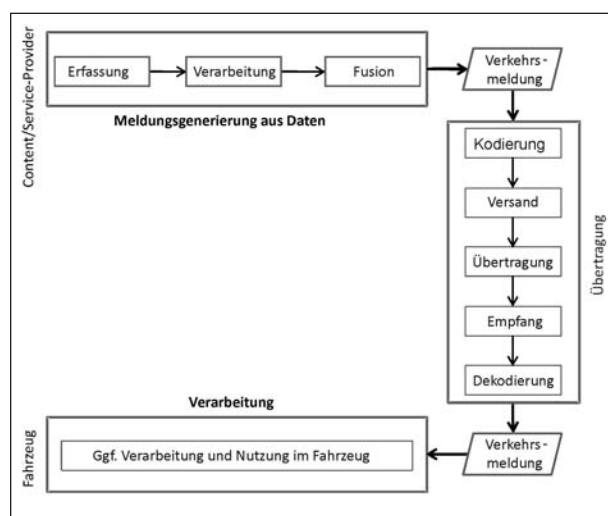 Content/Service-Provider
Erfassung
Verarbeitung
Fusion
Meldungsgenerierung aus Daten
Verkehrs-
meldung
Kodierung
Versand
Übertragung
Empfang
Dekodierung
Übertragung
Verkehrs-
meldung
Verarbeitung
Ggf. Verarbeitung und Nutzung im Fahrzeug
Fahrzeug